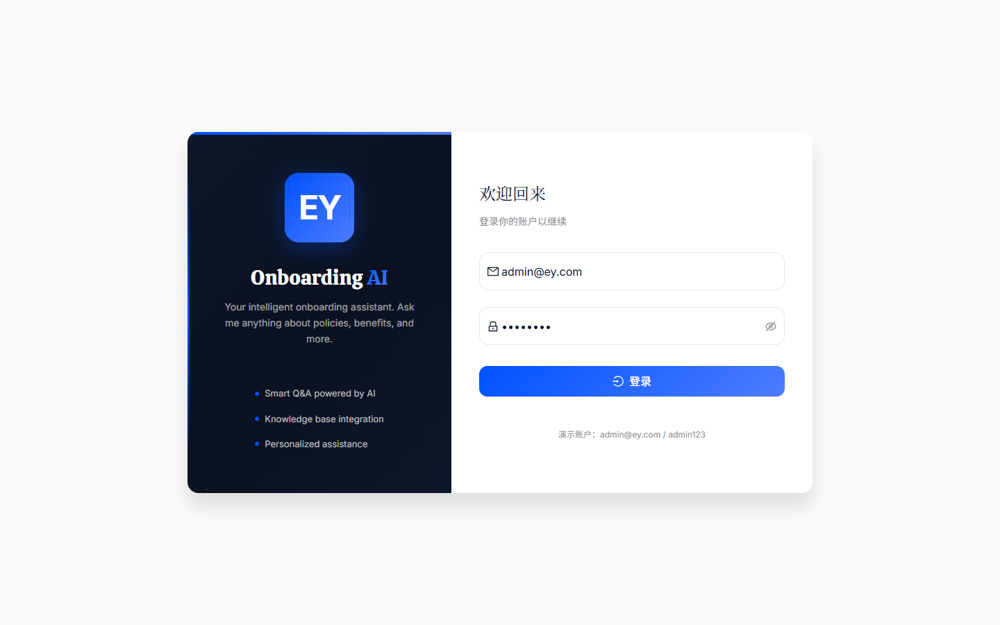 EY
Onboarding AI
Your intelligent onboarding assistant. Ask
me anything about policies, benefits, and
more.
Smart Q&A powered by AI
Knowledge base integration
Personalized assistance
欢迎回来
登录你的账户以继续
admin@ey.com
••••••••
登录
演示账户：admin@ey.com / admin123